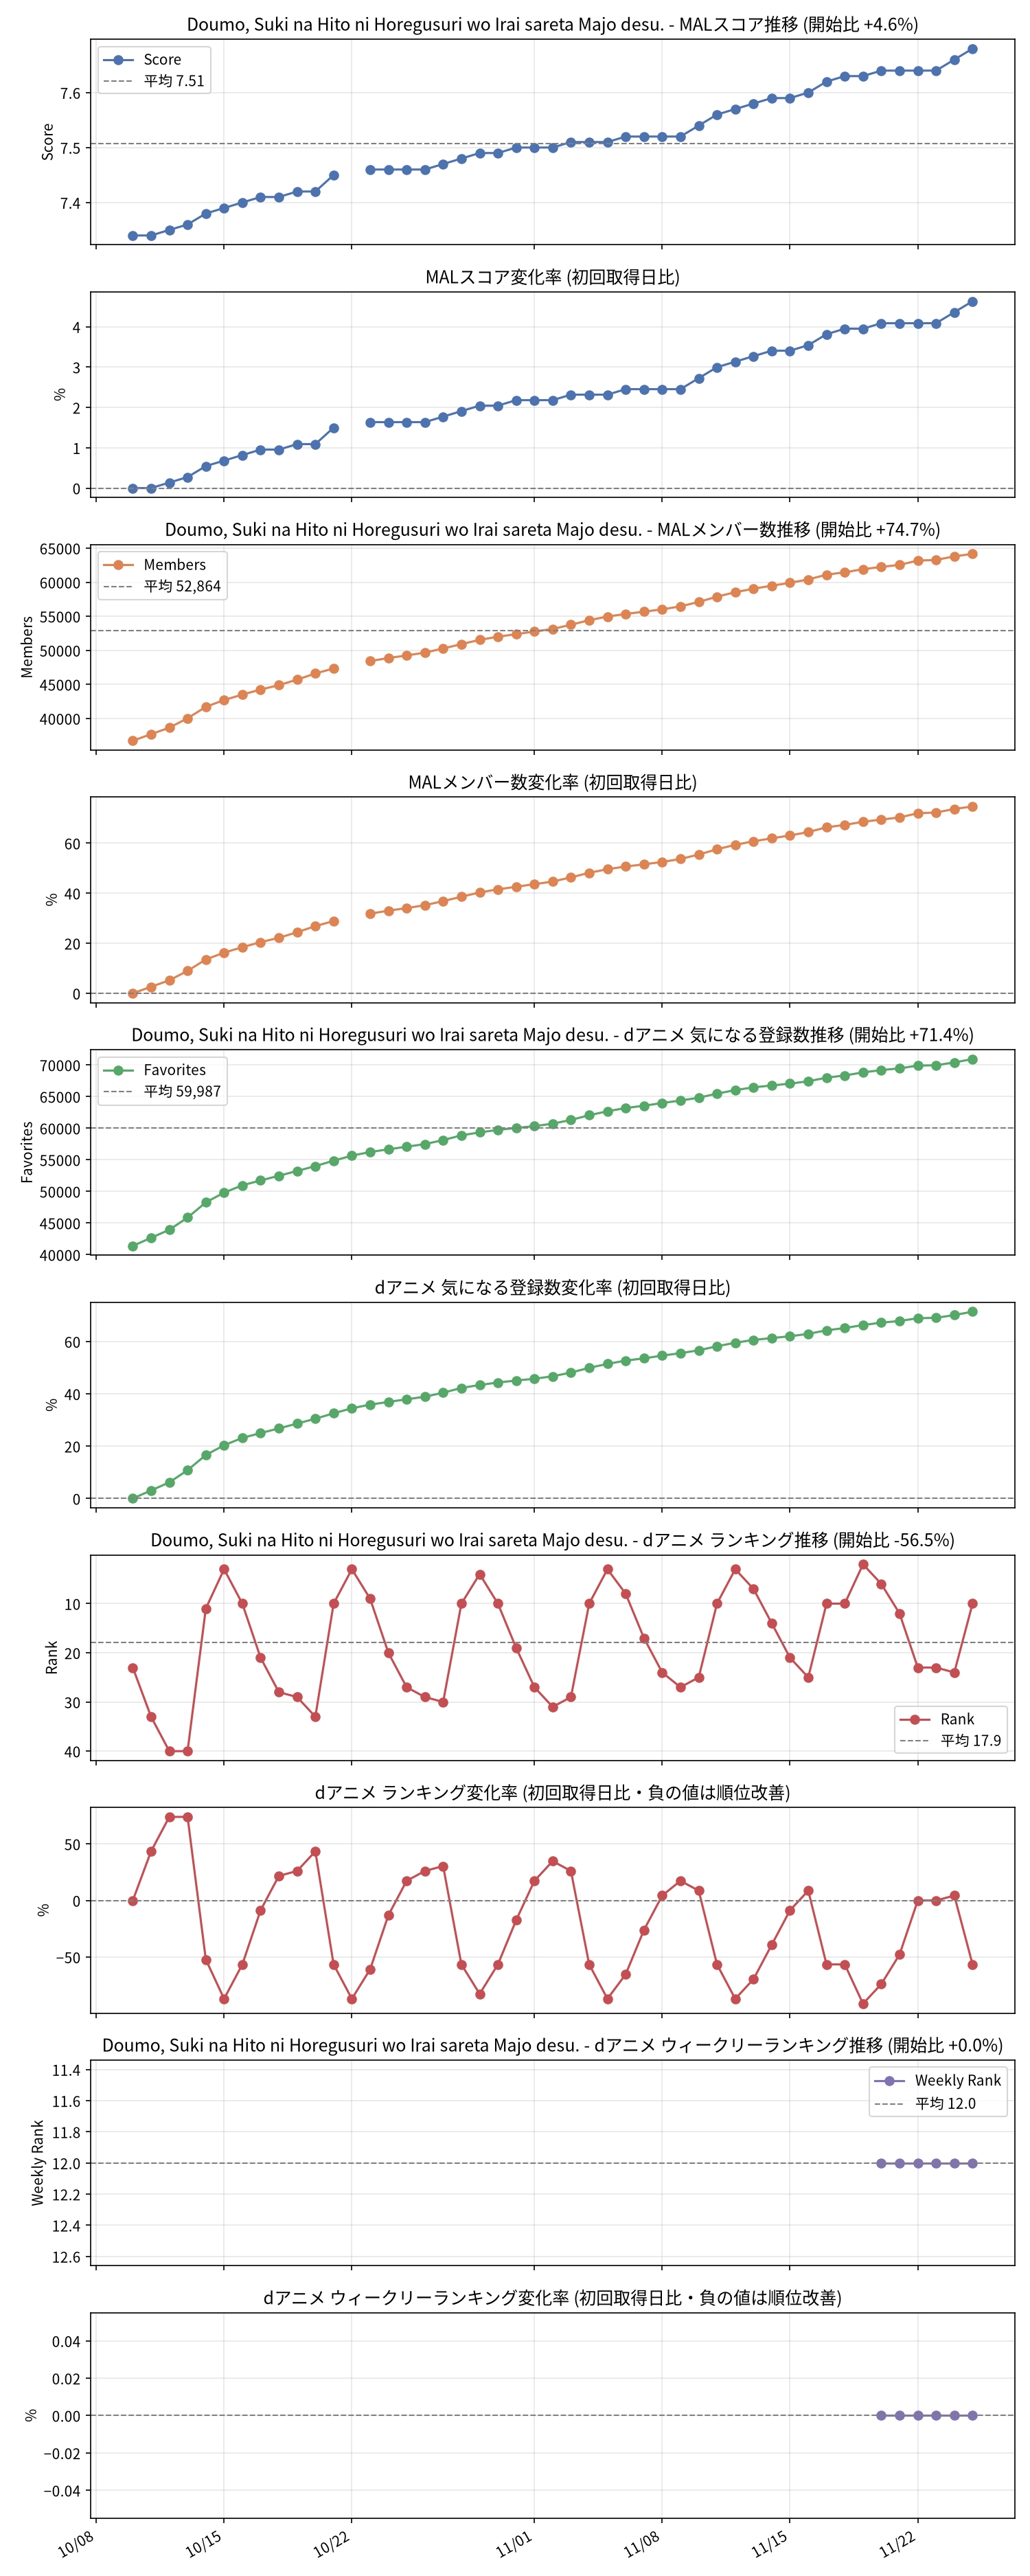 Doumo, Suki na Hito ni Horegusuri wo Irai sareta Majo desu. - MALスコア推移 (開始比 +4.6%)
Score
平均 7.51
Score
7.6
7.5
7.4
MALスコア変化率 (初回取得日比)
%
4
3
2
1
0
Doumo, Suki na Hito ni Horegusuri wo Irai sareta Majo desu. - MALメンバー数推移 (開始比 +74.7%)
Members
平均 52,864
Members
65000
60000
55000
50000
45000
40000
MALメンバー数変化率 (初回取得日比)
%
60
40
20
0
Doumo, Suki na Hito ni Horegusuri wo Irai sareta Majo desu. - dアニメ 気になる登録数推移 (開始比 +71.4%)
Favorites
平均 59,987
Favorites
70000
65000
60000
55000
50000
45000
40000
dアニメ 気になる登録数変化率 (初回取得日比)
%
60
40
20
0
Doumo, Suki na Hito ni Horegusuri wo Irai sareta Majo desu. - dアニメ ランキング推移 (開始比 -56.5%)
Rank
10
20
30
40
Rank
平均 17.9
dアニメ ランキング変化率 (初回取得日比・負の値は順位改善)
%
50
0
−50
Doumo, Suki na Hito ni Horegusuri wo Irai sareta Majo desu. - dアニメ ウィークリーランキング推移 (開始比 +0.0%)
Weekly Rank
平均 12.0
Weekly Rank
11.4
11.6
11.8
12.0
12.2
12.4
12.6
dアニメ ウィークリーランキング変化率 (初回取得日比・負の値は順位改善)
%
0.04
0.02
0.00
−0.02
−0.04
10/08
10/15
10/22
11/01
11/08
11/15
11/22